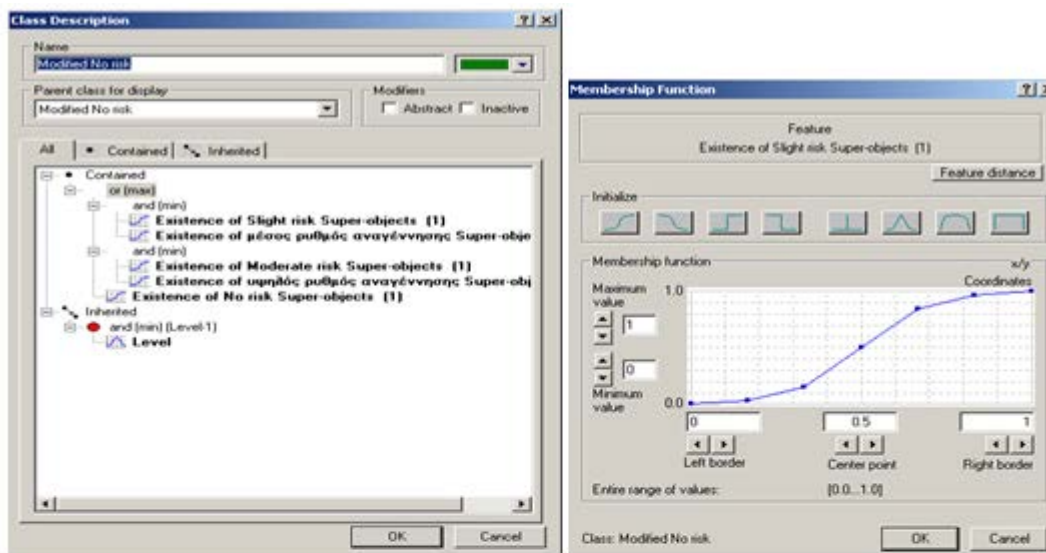 Class Description
Name
Modified No risk
Parent class for display
Modified No risk
Modifiers
Abstract
Inactive
All
Contained
Inherited
Contained
or (max)
and (min)
Existence of Slight risk Super-objects (1)
Existence of μέσος ρυθμός αναγέννησης Super-obje
and (min)
Existence of Moderate risk Super-objects (1)
Existence of υψηλός ρυθμός αναγέννησης Super-obj
Existence of No risk Super-objects (1)
Inherited
and (min) (Level-1)
Level
OK
Cancel
Membership Function
Feature
Existence of Slight risk Super-objects (1)
Feature distance
Initialize
Membership function
x/y
Coordinates
Maximum
value
1
0
Minimum
value
1.0
0.0
0
0.5
1
Left border
Center point
Right border
Entire range of values:
[0.0...1.0]
Class: Modified No risk
OK
Cancel